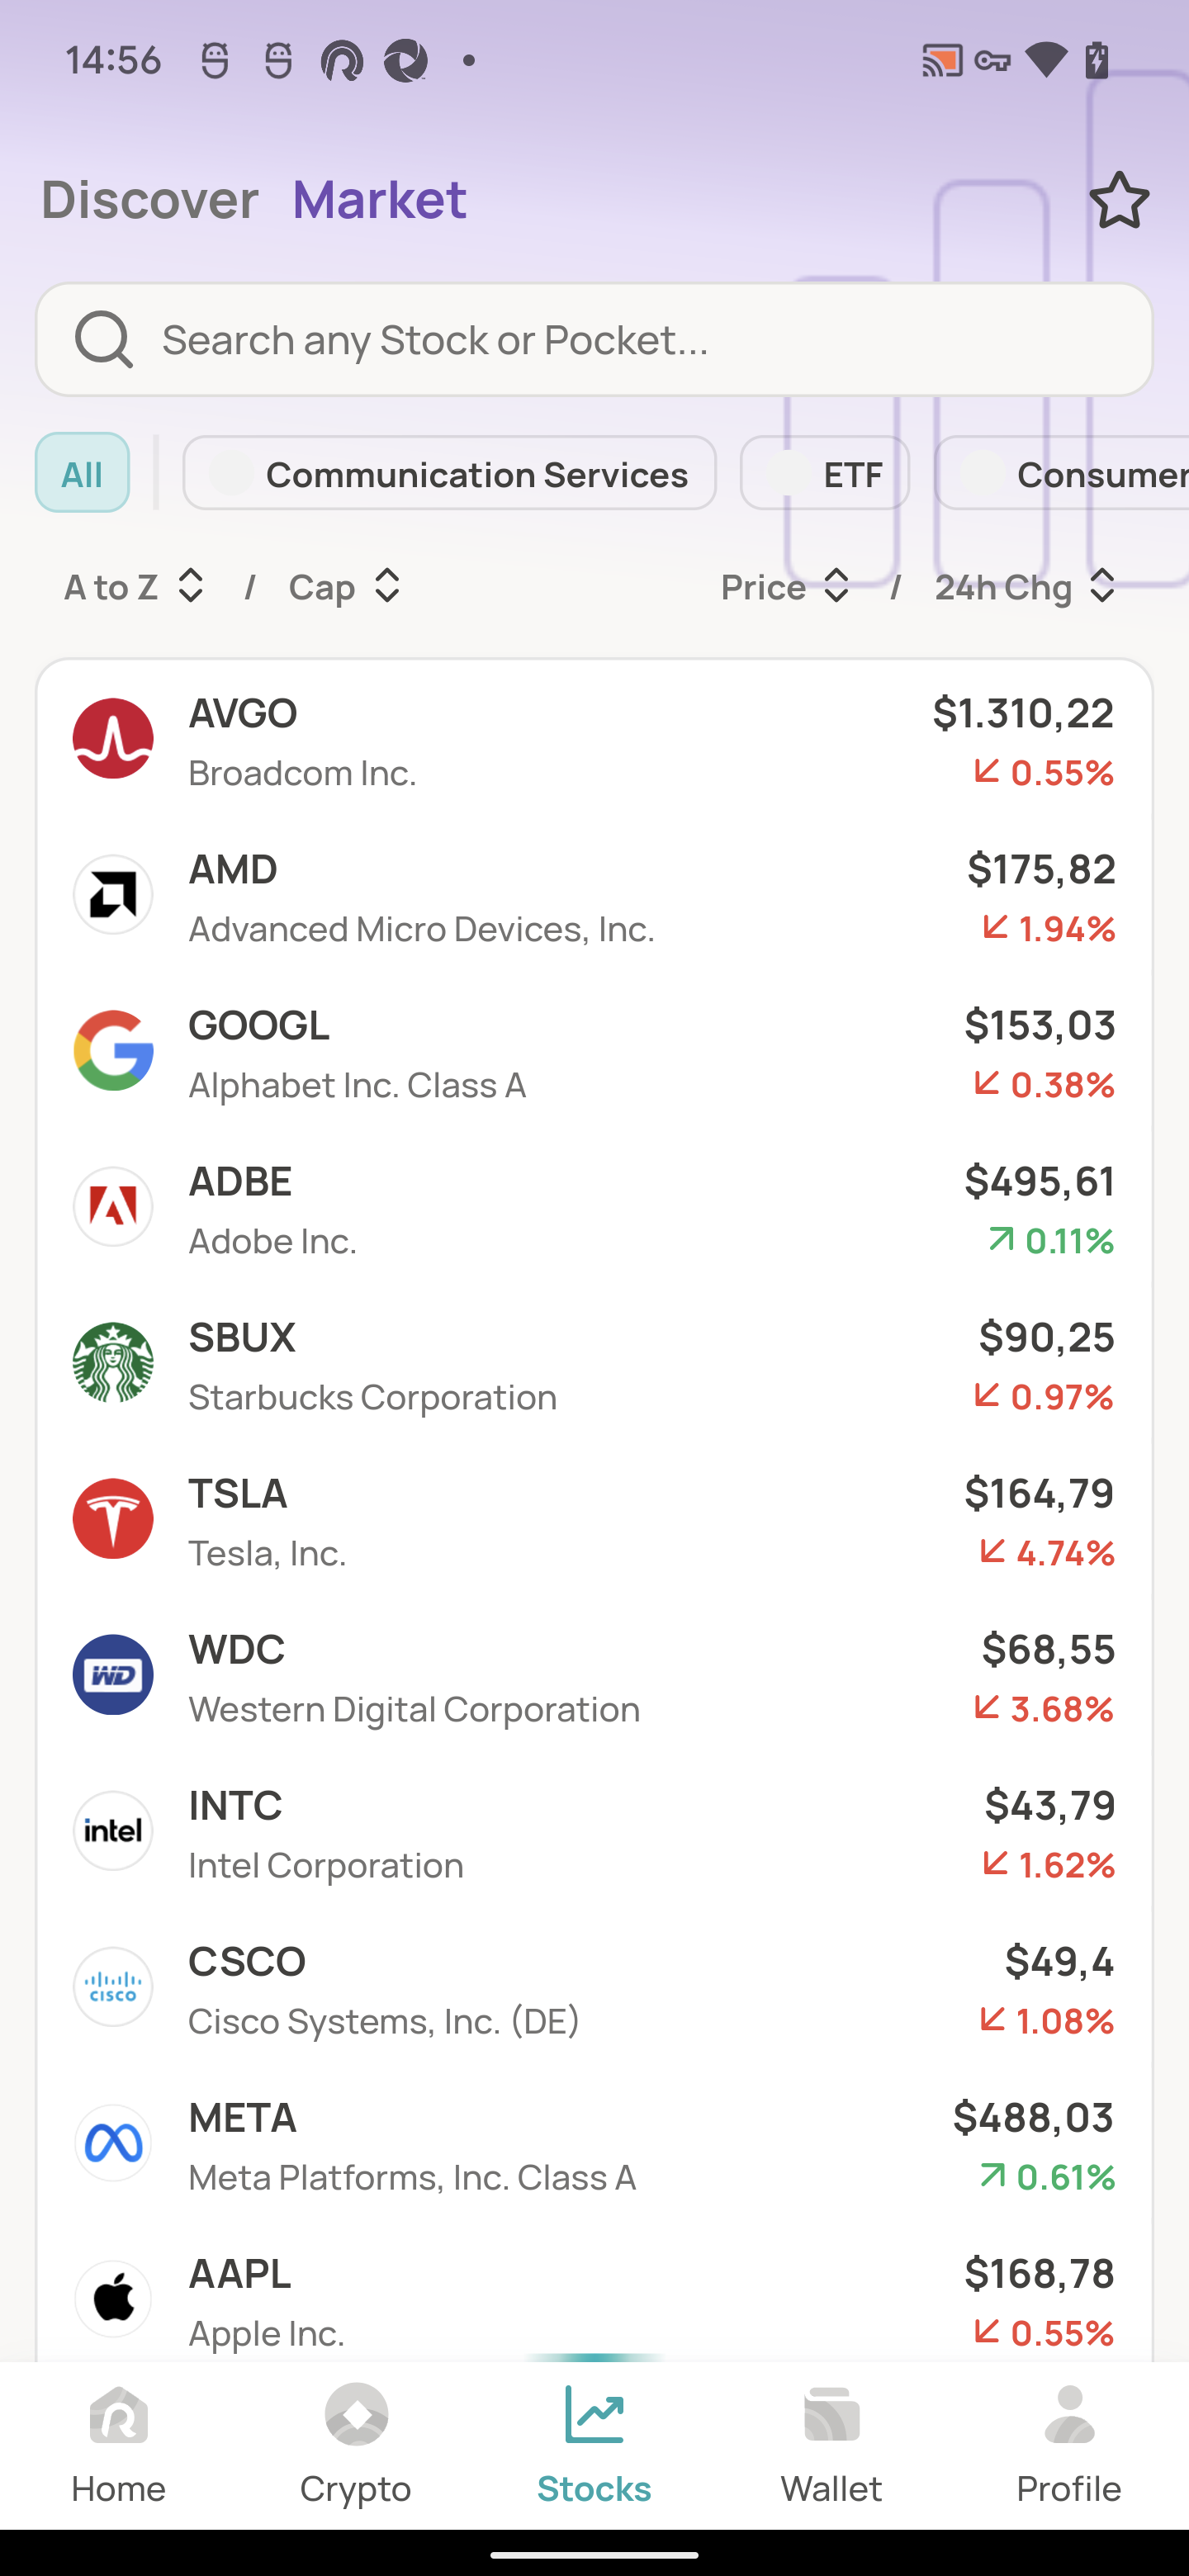 14:56
Discover Market
Search any Stock or Pocket...
All Communication Services ETF Consumer
A to Z / Cap Price / 24h Chg
AVGO $1.310,22
Broadcom Inc. 0.55%
AMD $175,82
Advanced Micro Devices, Inc. 1.94%
GOOGL $153,03
Alphabet Inc. Class A 0.38%
ADBE $495,61
Adobe Inc. 0.11%
SBUX $90,25
Starbucks Corporation 0.97%
TSLA $164,79
Tesla, Inc. 4.74%
WDC $68,55
WD
Western Digital Corporation 3.68%
INTC $43,79
intel
Intel Corporation 1.62%
CSCO $49,4
CISCO
Cisco Systems, Inc. (DE) 1.08%
META $488,03
Meta Platforms, Inc. Class A 0.61%
AAPL $168,78
Apple Inc. 0.55%
Home Crypto Stocks Wallet Profile